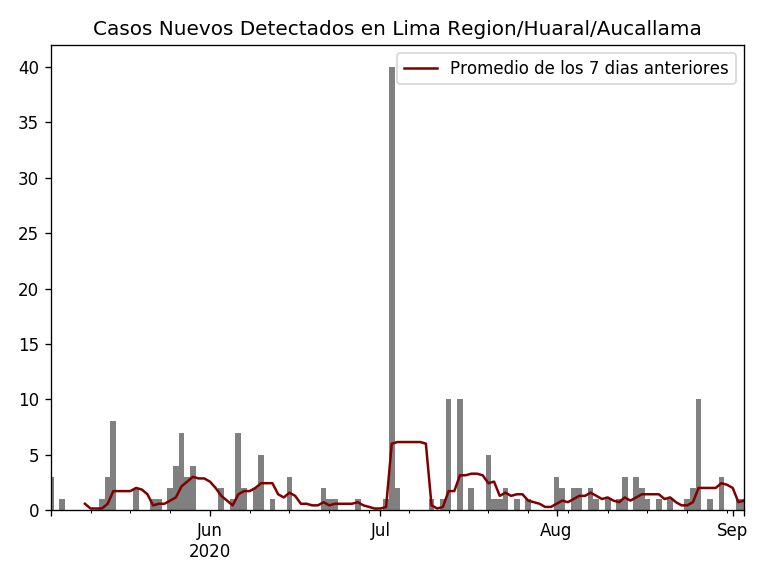 Casos Nuevos Detectados en Lima Region/Huaral/Aucallama
Promedio de los 7 dias anteriores
40
35
30
25
20
15
10
5
0
Jun
2020
Jul
Aug
Sep